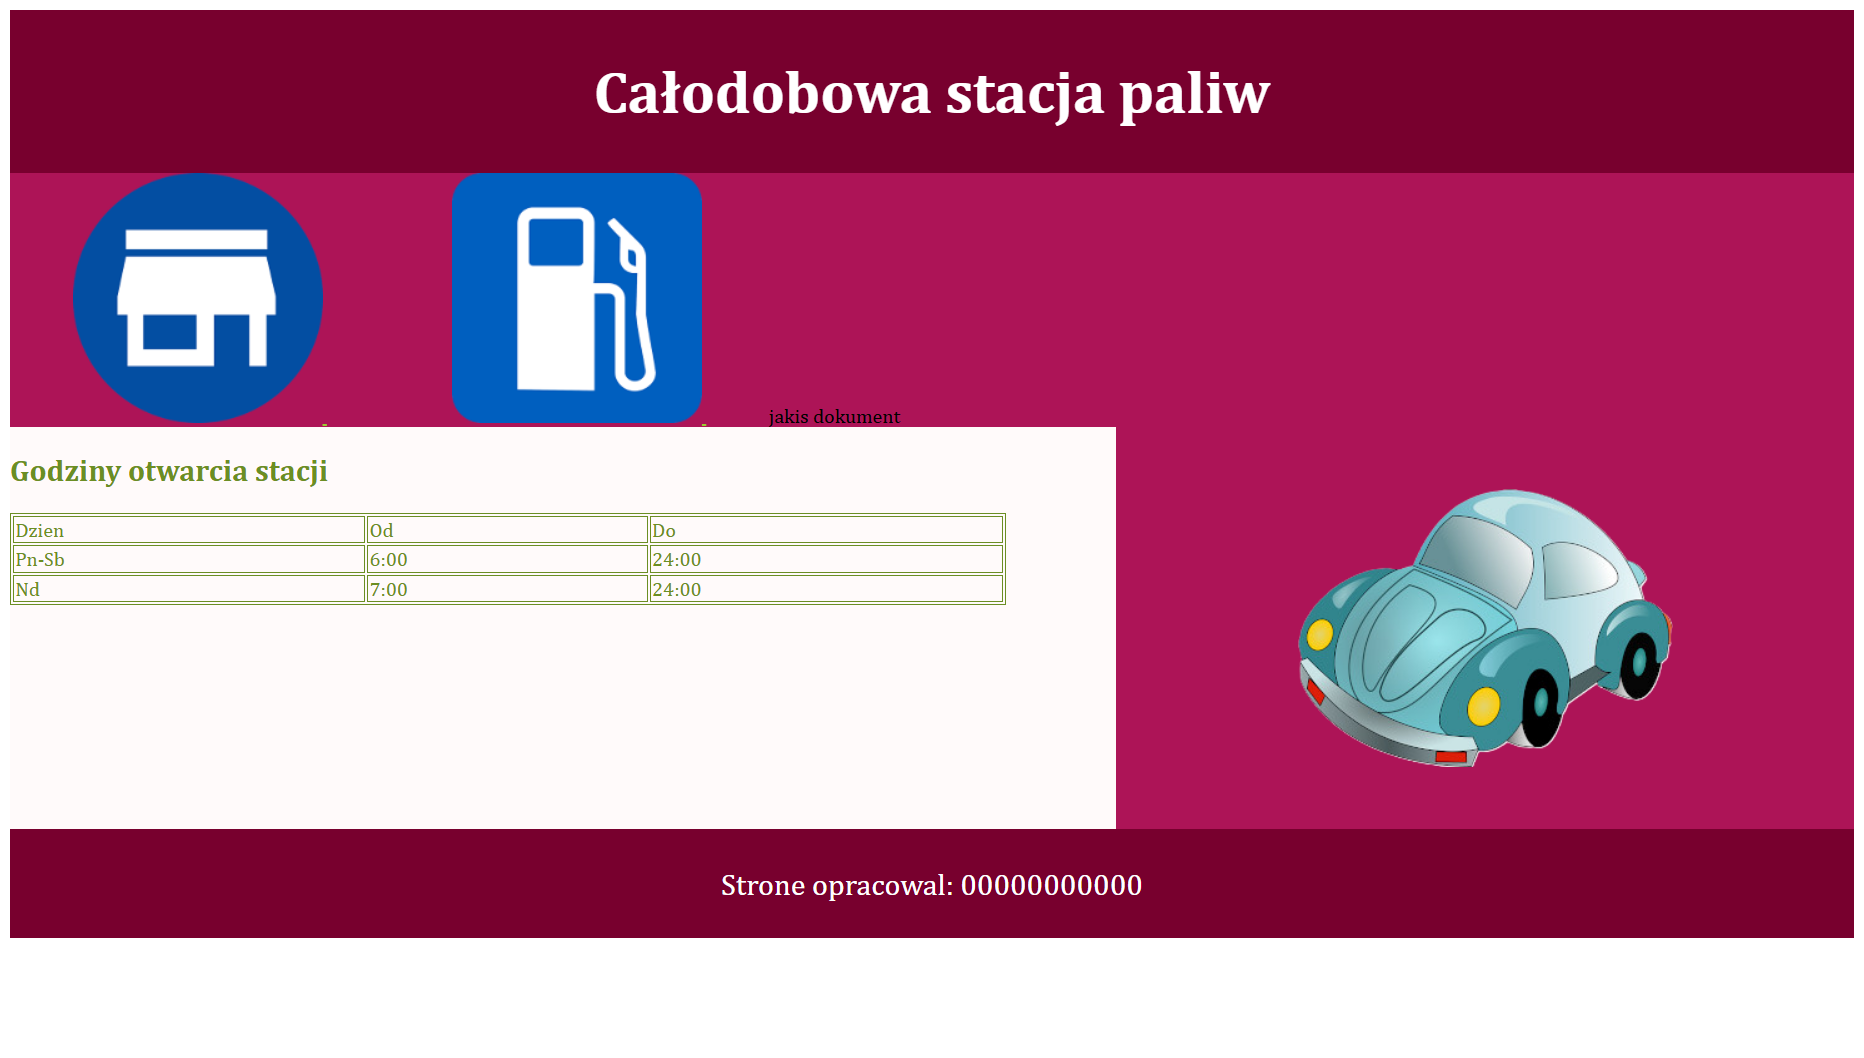 Całodobowa stacja paliw
jakis dokument
Godziny otwarcia stacji
Dzien Od Do
Pn-Sb 6:00 24:00
Nd 7:00 24:00
Strone opracowal: 00000000000